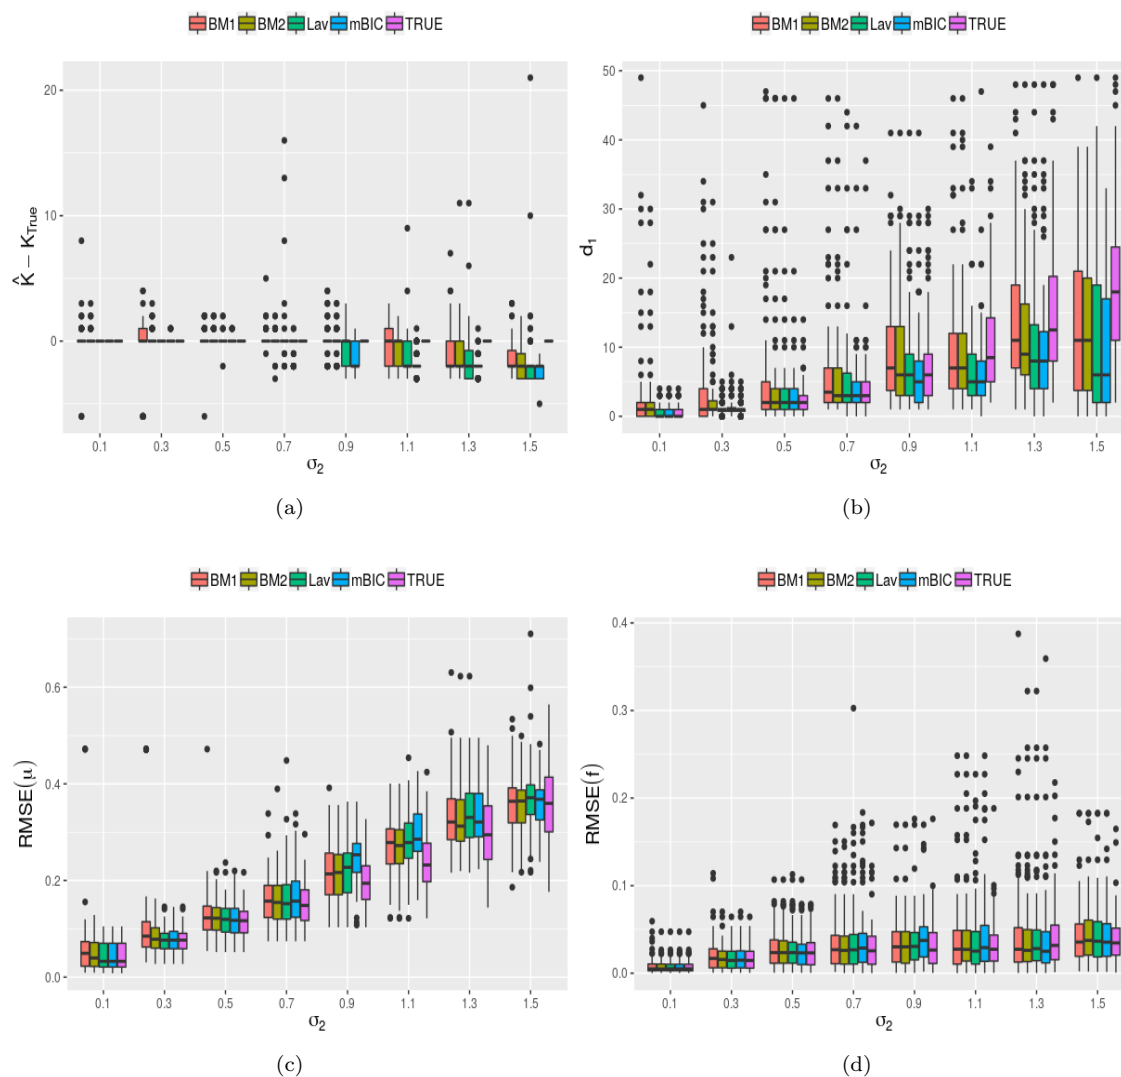 BM1 BM2 Lav mBIC TRUE
K̂ − K_True
20
10
0
0.1 0.3 0.5 0.7 0.9 1.1 1.3 1.5
σ₂
(a)
BM1 BM2 Lav mBIC TRUE
d₁
50
40
30
20
10
0
0.1 0.3 0.5 0.7 0.9 1.1 1.3 1.5
σ₂
(b)
BM1 BM2 Lav mBIC TRUE
RMSE(μ)
0.6
0.4
0.2
0.0
0.1 0.3 0.5 0.7 0.9 1.1 1.3 1.5
σ₂
(c)
BM1 BM2 Lav mBIC TRUE
RMSE(f)
0.4
0.3
0.2
0.1
0.0
0.1 0.3 0.5 0.7 0.9 1.1 1.3 1.5
σ₂
(d)